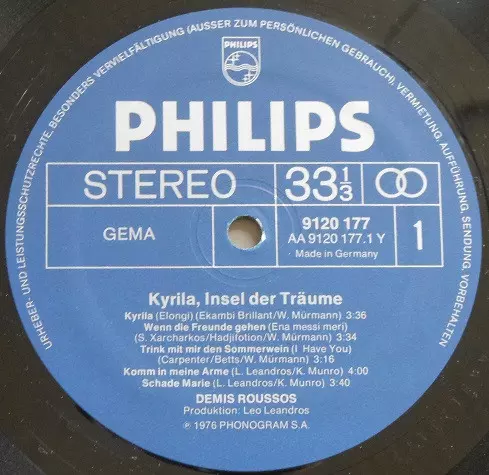 URHEBER- UND LEISTUNGSSCHUTZRECHTE, BESONDERS VERVIELFÄLTIGUNG (AUSSER ZUM PERSÖNLICHEN GEBRAUCH), VERMIETUNG, AUFFÜHRUNG, SENDUNG, VORBEHALTEN
PHILIPS
PHILIPS
STEREO 33 1/3
GEMA 9120 177 1
AA 9120 177.1 Y
Made in Germany
Kyrila, Insel der Träume
Kyrila (Elongi) (Ekambi Brillant/W. Mürmann) 3:36
Wenn die Freunde gehen (Ena messi meri)
(S. Xarcharkos/Hadjifotion/W. Mürmann) 3:34
Trink mit mir den Sommerwein (I Have You)
(Carpenter/Betts/W. Mürmann) 3:16
Komm in meine Arme (L. Leandros/K. Munro) 4:00
Schade Marie (L. Leandros/K. Munro) 3:40
DEMIS ROUSSOS
Produktion: Leo Leandros
℗ 1976 PHONOGRAM S.A.